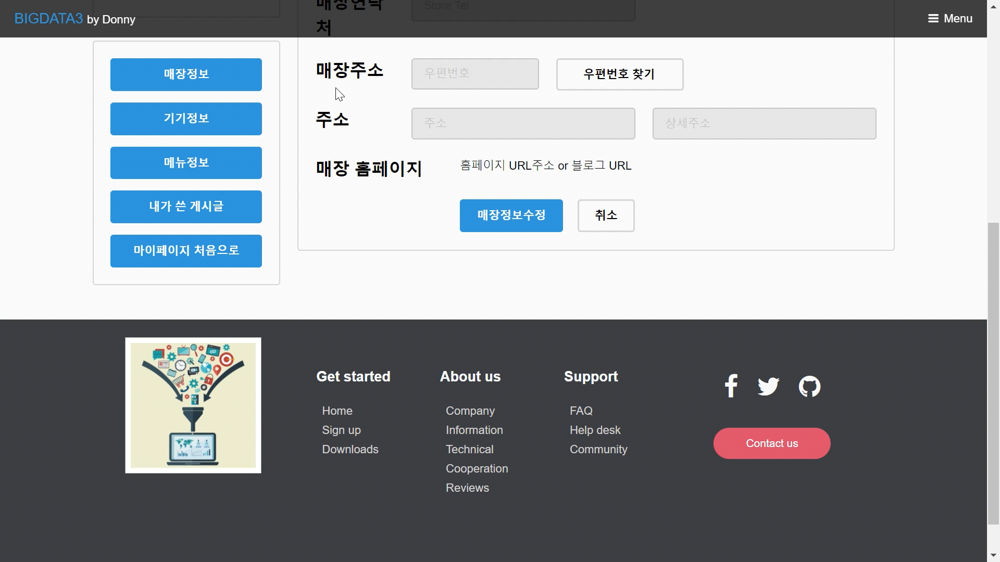 BIGDATA3 by Donny
Menu
매장연락
처
Store Tel
매장정보
기기정보
메뉴정보
내가 쓴 게시글
마이페이지 처음으로
매장주소
우편번호
우편번호 찾기
주소
주소
상세주소
매장 홈페이지
홈페이지 URL주소 or 블로그 URL
매장정보수정
취소
Get started
Home
Sign up
Downloads
About us
Company
Information
Technical
Cooperation
Reviews
Support
FAQ
Help desk
Community
Contact us